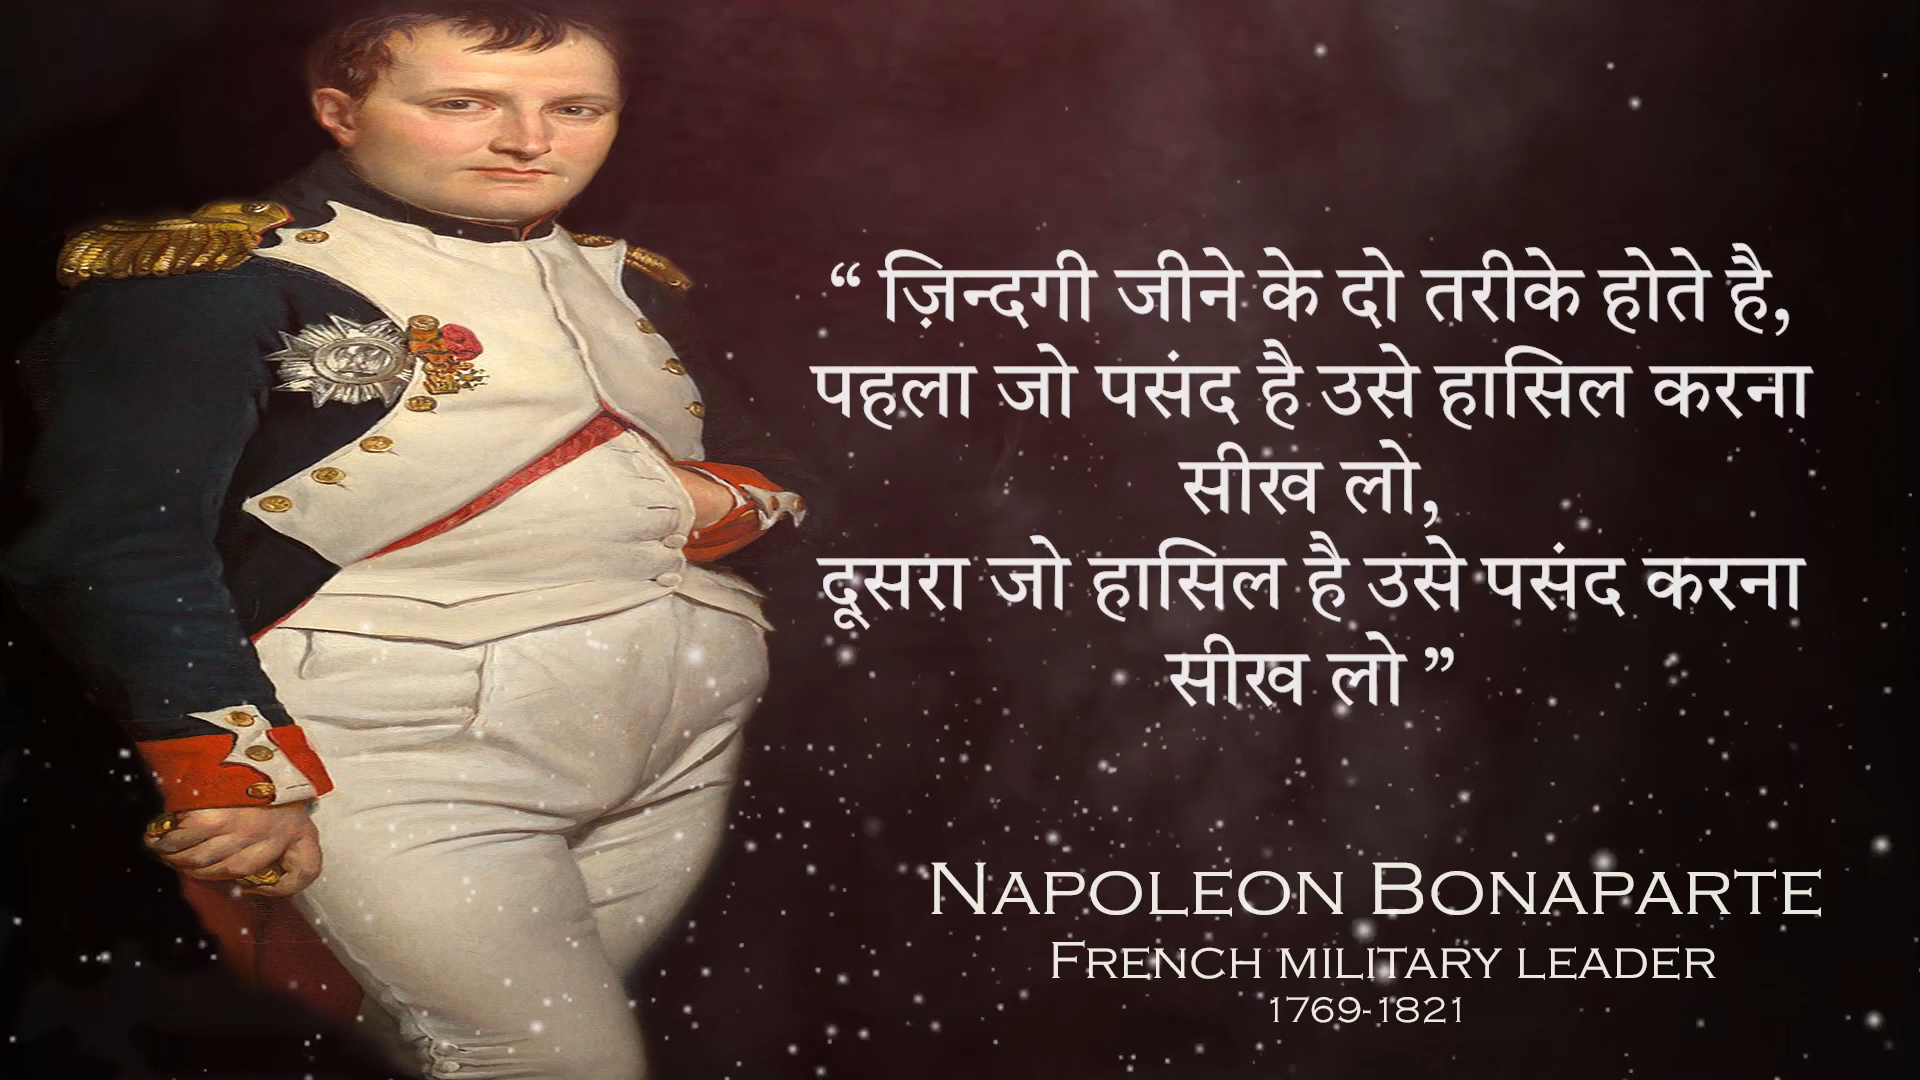 “ ज़िन्दगी जीने के दो तरीके होते है,
पहला जो पसंद है उसे हासिल करना
सीख लो,
दूसरा जो हासिल है उसे पसंद करना
सीख लो ”
Napoleon Bonaparte
French military leader
1769-1821